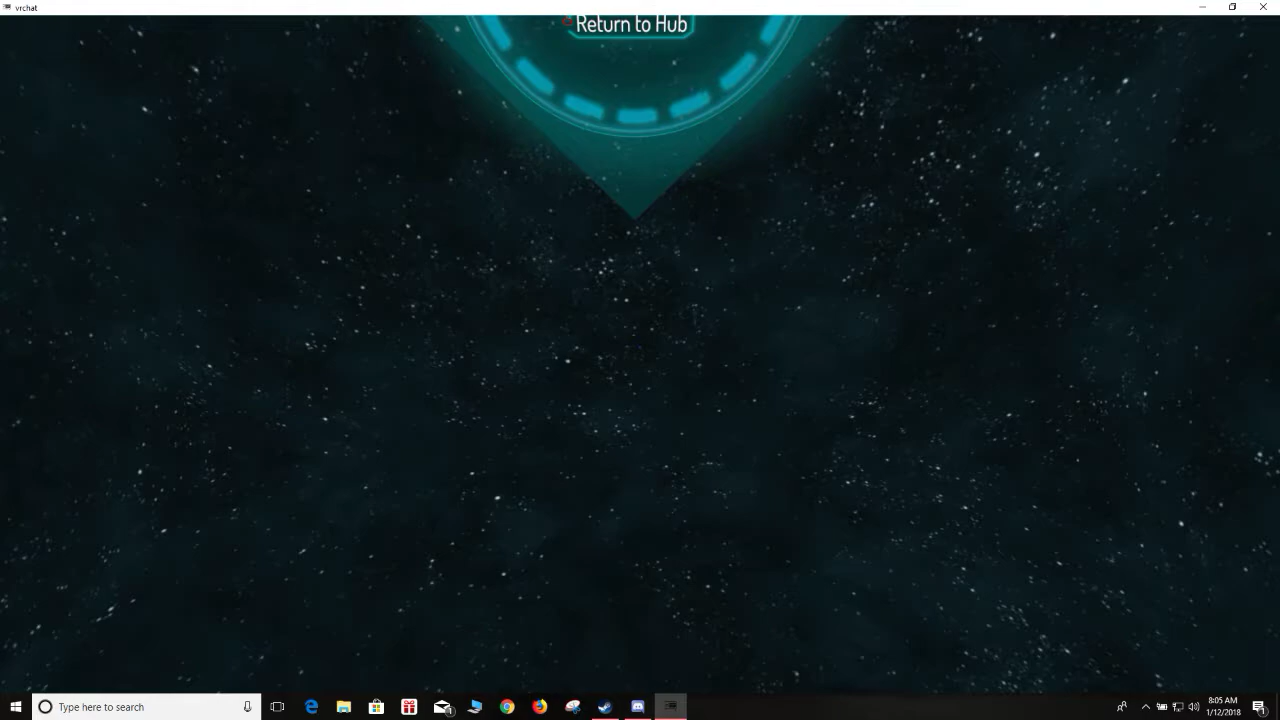 vrchat
Return to Hub
Type here to search
8:05 AM
1/12/2018